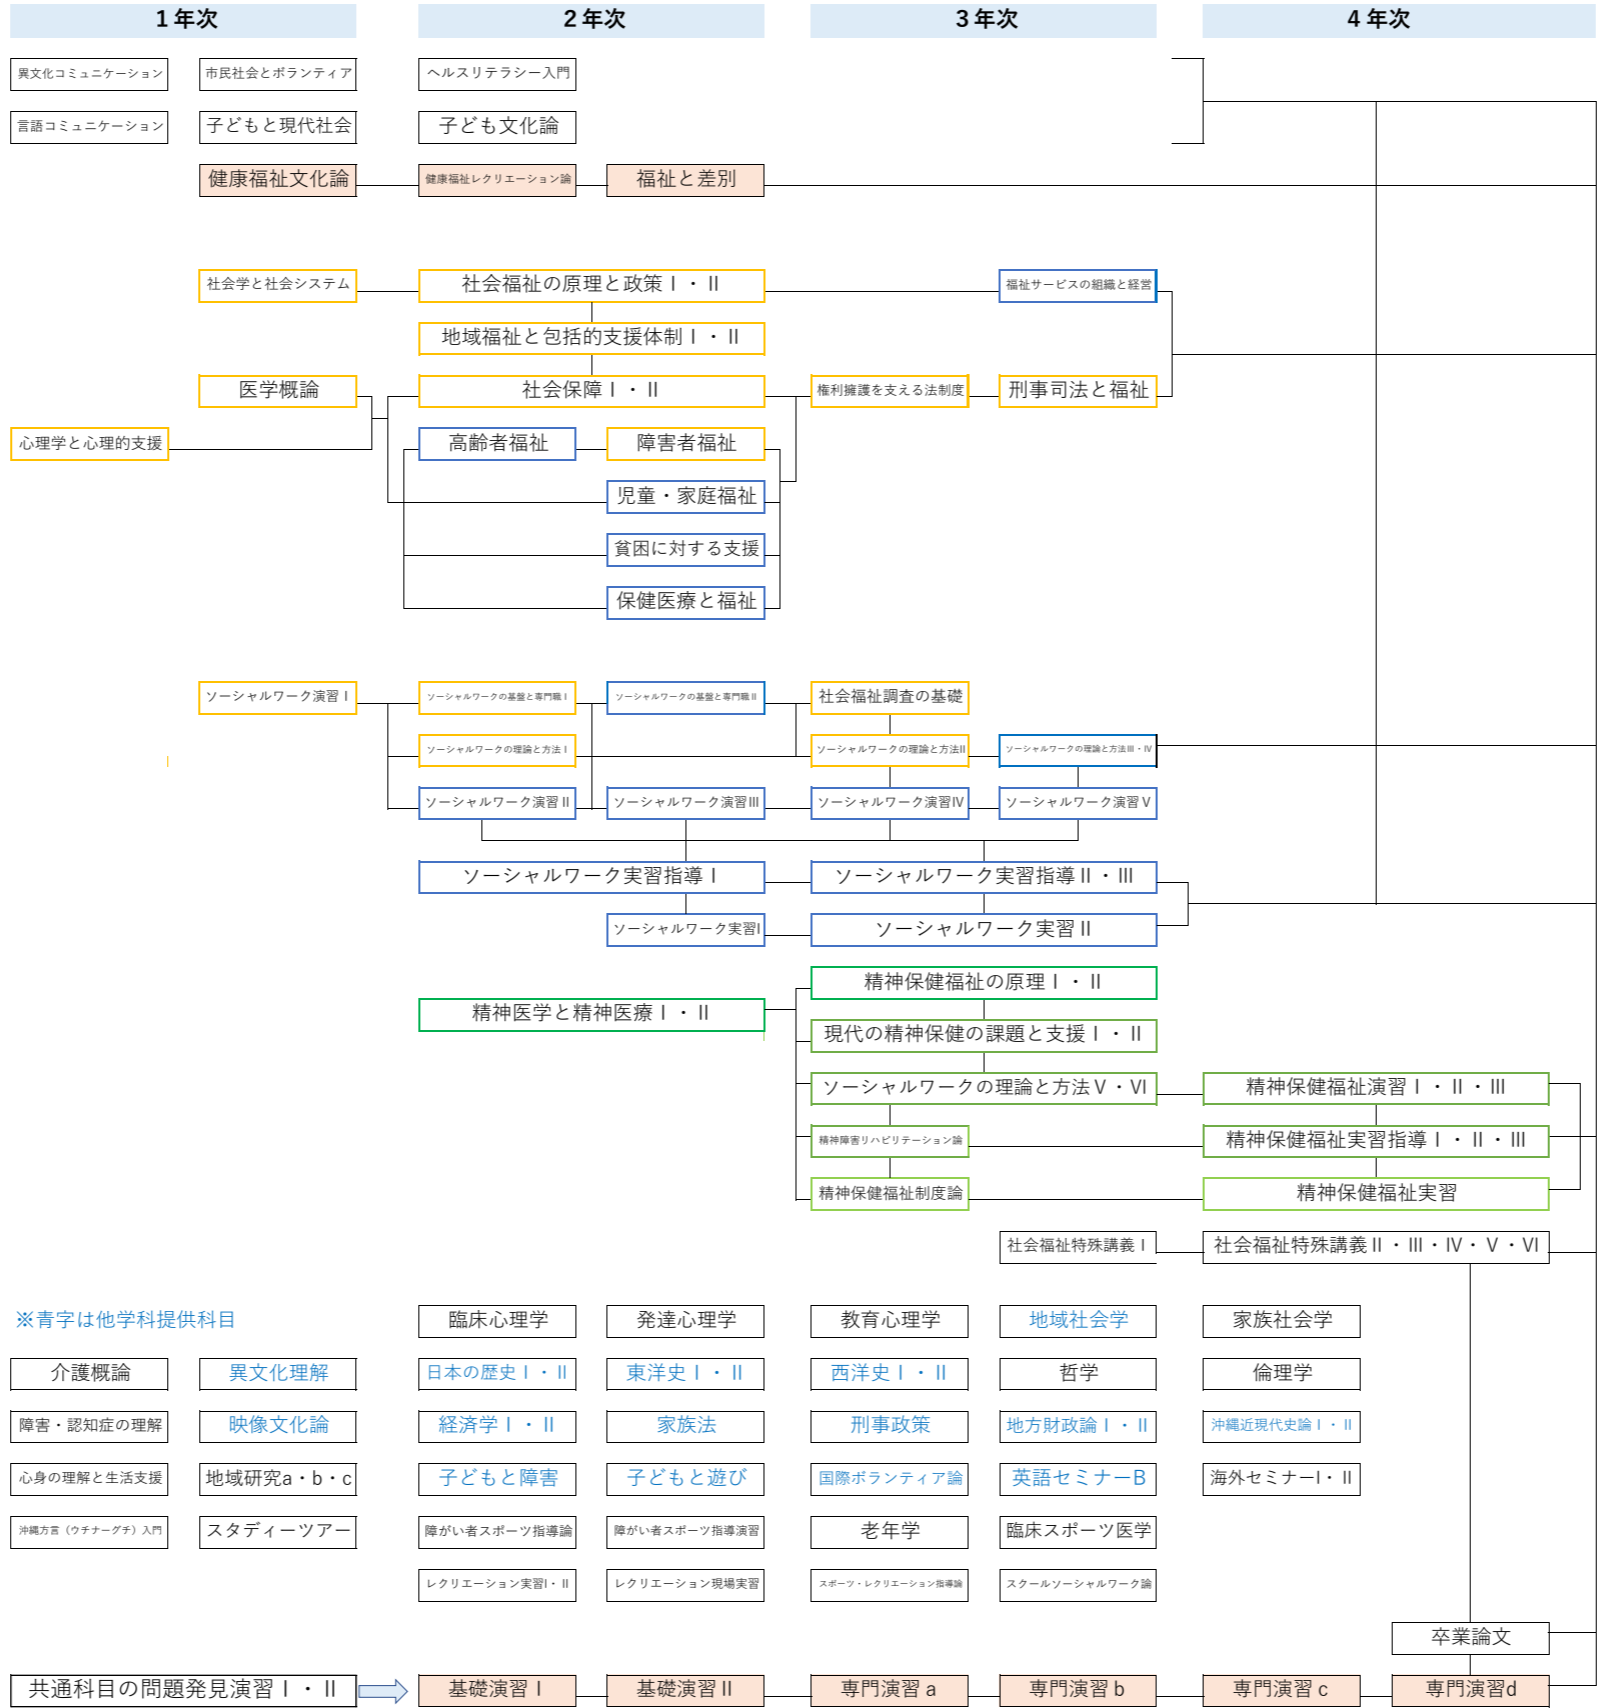 1 年次
2 年次
3 年次
4 年次
異文化コミュニケーション
市民社会とボランティア
ヘルスリテラシー入門
言語コミュニケーション
子どもと現代社会
子ども文化論
健康福祉文化論
健康福祉レクリエーション論
福祉と差別
社会学と社会システム
社会福祉の原理と政策Ⅰ・Ⅱ
福祉サービスの組織と経営
地域福祉と包括的支援体制Ⅰ・Ⅱ
医学概論
社会保障Ⅰ・Ⅱ
権利擁護を支える法制度
刑事司法と福祉
心理学と心理的支援
高齢者福祉
障害者福祉
児童・家庭福祉
貧困に対する支援
保健医療と福祉
ソーシャルワーク演習Ⅰ
ソーシャルワークの基盤と専門職Ⅰ
ソーシャルワークの基盤と専門職Ⅱ
社会福祉調査の基礎
ソーシャルワークの理論と方法Ⅰ
ソーシャルワークの理論と方法Ⅱ
ソーシャルワークの理論と方法Ⅲ・Ⅳ
ソーシャルワーク演習Ⅱ
ソーシャルワーク演習Ⅲ
ソーシャルワーク演習Ⅳ
ソーシャルワーク演習Ⅴ
ソーシャルワーク実習指導Ⅰ
ソーシャルワーク実習指導Ⅱ・Ⅲ
ソーシャルワーク実習Ⅰ
ソーシャルワーク実習Ⅱ
精神保健福祉の原理Ⅰ・Ⅱ
精神医学と精神医療Ⅰ・Ⅱ
現代の精神保健の課題と支援Ⅰ・Ⅱ
ソーシャルワークの理論と方法Ⅴ・Ⅵ
精神保健福祉演習Ⅰ・Ⅱ・Ⅲ
精神障害リハビリテーション論
精神保健福祉実習指導Ⅰ・Ⅱ・Ⅲ
精神保健福祉制度論
精神保健福祉実習
社会福祉特殊講義Ⅰ
社会福祉特殊講義Ⅱ・Ⅲ・Ⅳ・Ⅴ・Ⅵ
※青字は他学科提供科目
臨床心理学
発達心理学
教育心理学
地域社会学
家族社会学
介護概論
異文化理解
日本の歴史Ⅰ・Ⅱ
東洋史Ⅰ・Ⅱ
西洋史Ⅰ・Ⅱ
哲学
倫理学
障害・認知症の理解
映像文化論
経済学Ⅰ・Ⅱ
家族法
刑事政策
地方財政論Ⅰ・Ⅱ
沖縄近現代史論Ⅰ・Ⅱ
心身の理解と生活支援
地域研究a・b・c
子どもと障害
子どもと遊び
国際ボランティア論
英語セミナーB
海外セミナーⅠ・Ⅱ
沖縄方言（ウチナーグチ）入門
スタディーツアー
障がい者スポーツ指導論
障がい者スポーツ指導演習
老年学
臨床スポーツ医学
レクリエーション実習Ⅰ・Ⅱ
レクリエーション現場実習
スポーツ・レクリエーション指導論
スクールソーシャルワーク論
卒業論文
共通科目の問題発見演習Ⅰ・Ⅱ
基礎演習Ⅰ
基礎演習Ⅱ
専門演習 a
専門演習 b
専門演習 c
専門演習d